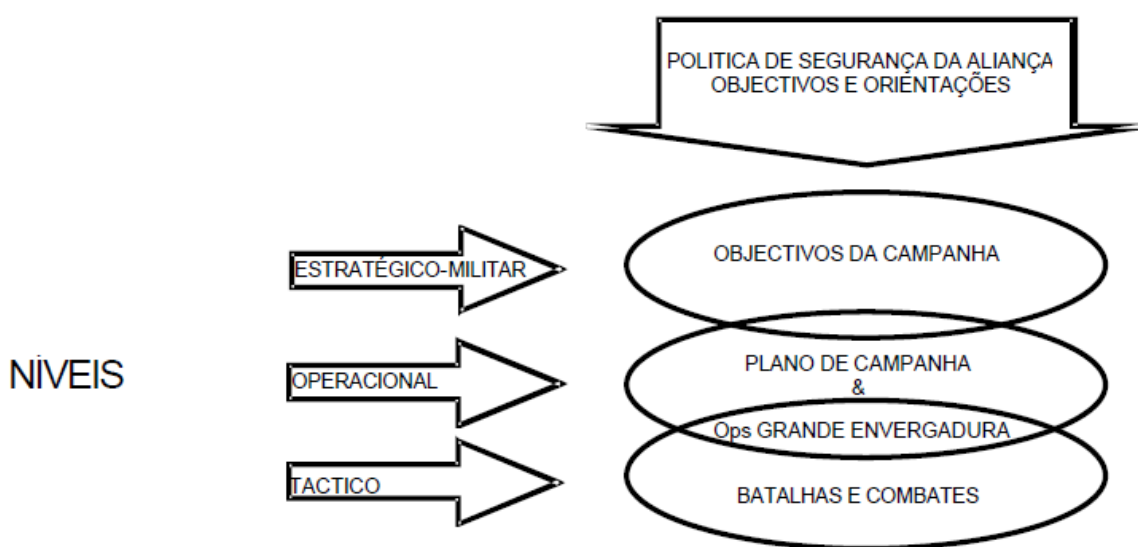 POLITICA DE SEGURANÇA DA ALIANÇA
OBJECTIVOS E ORIENTAÇÕES
ESTRATÉGICO-MILITAR
OBJECTIVOS DA CAMPANHA
NÍVEIS
OPERACIONAL
PLANO DE CAMPANHA
&
Ops GRANDE ENVERGADURA
TACTICO
BATALHAS E COMBATES